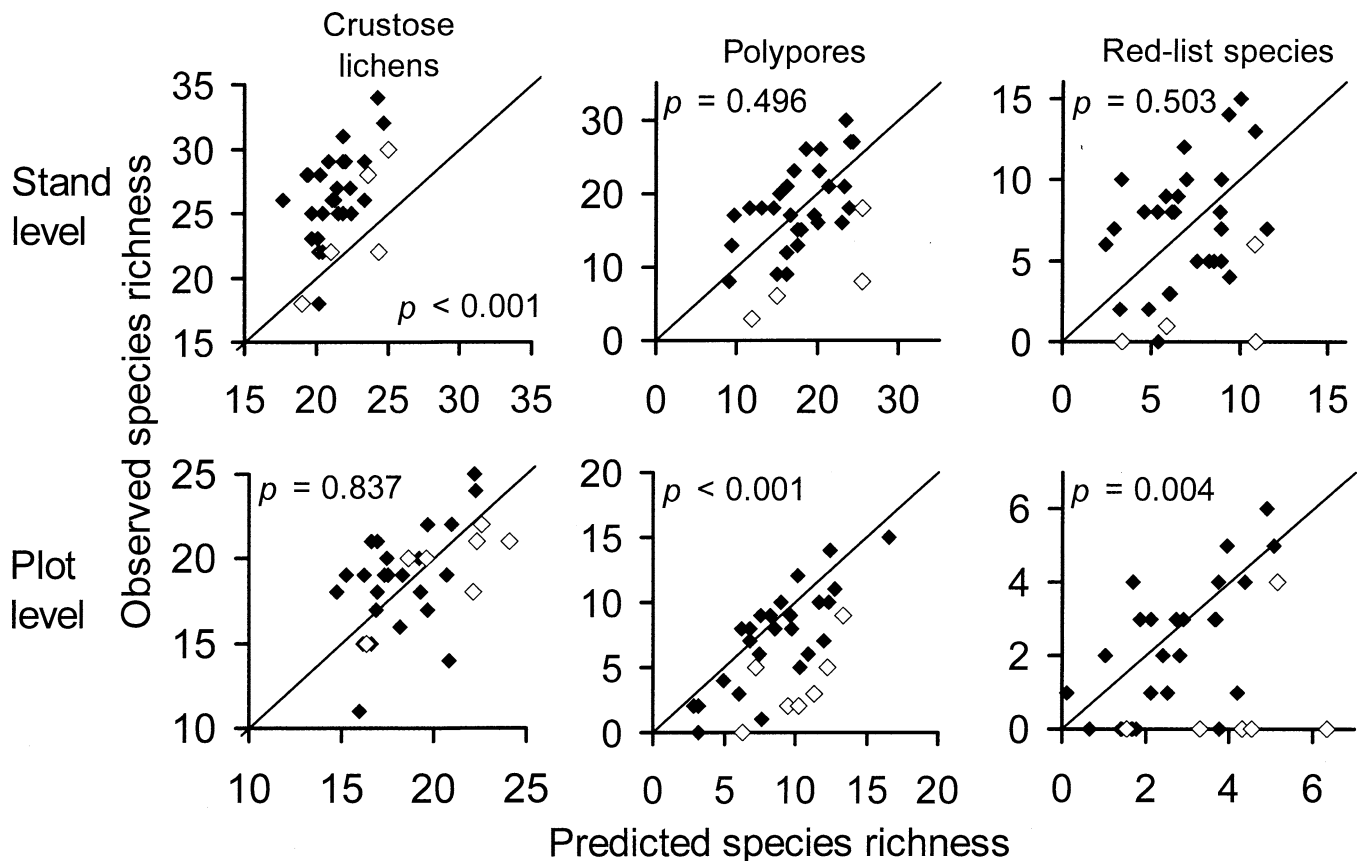 Crustose
lichens
Polypores
Red-list species
Stand
level
Plot
level
Observed species richness
35
30
25
20
15
15 20 25 30 35
p < 0.001
30
20
10
0
0 10 20 30
p = 0.496
15
10
5
0
0 5 10 15
p = 0.503
25
20
15
10
10 15 20 25
p = 0.837
20
15
10
5
0
0 5 10 15 20
p < 0.001
6
4
2
0
0 2 4 6
p = 0.004
Predicted species richness